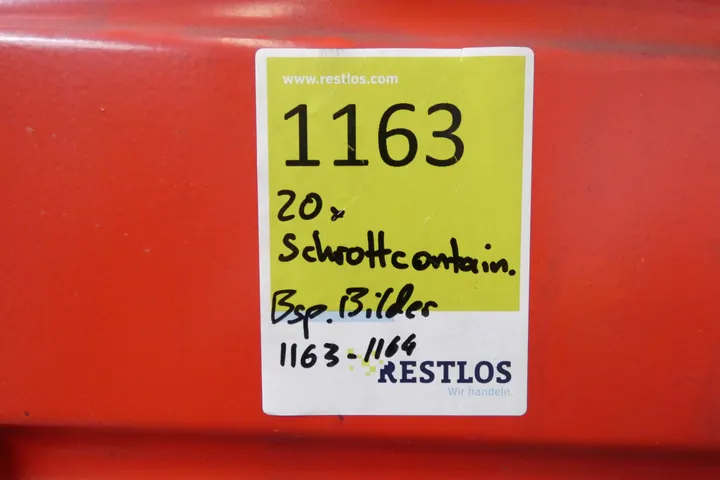 www.restlos.com
1163
20x
Schrottcontain.
Bsp. Bilder
1163-1164
RESTLOS
Wir handeln.